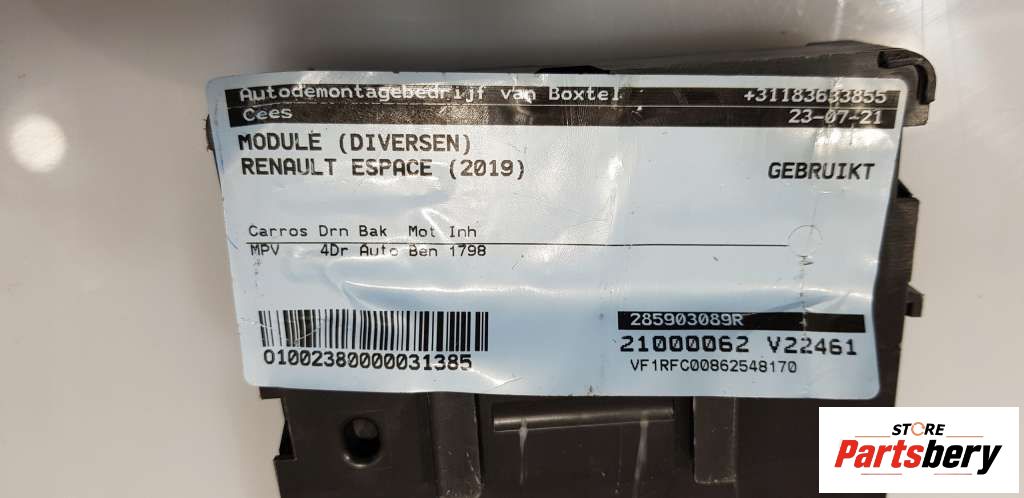 Autodemontagebedrijf van Boxtel +31183633855
Cees 23-07-21
MODULE (DIVERSEN)
RENAULT ESPACE (2019) GEBRUIKT
Carros Drn Bak Mot Inh
MPV 4Dr Auto Ben 1798
285903089R
01002380000031385 21000062 V22461
VF1RFC00862548170
STORE
Partsbery